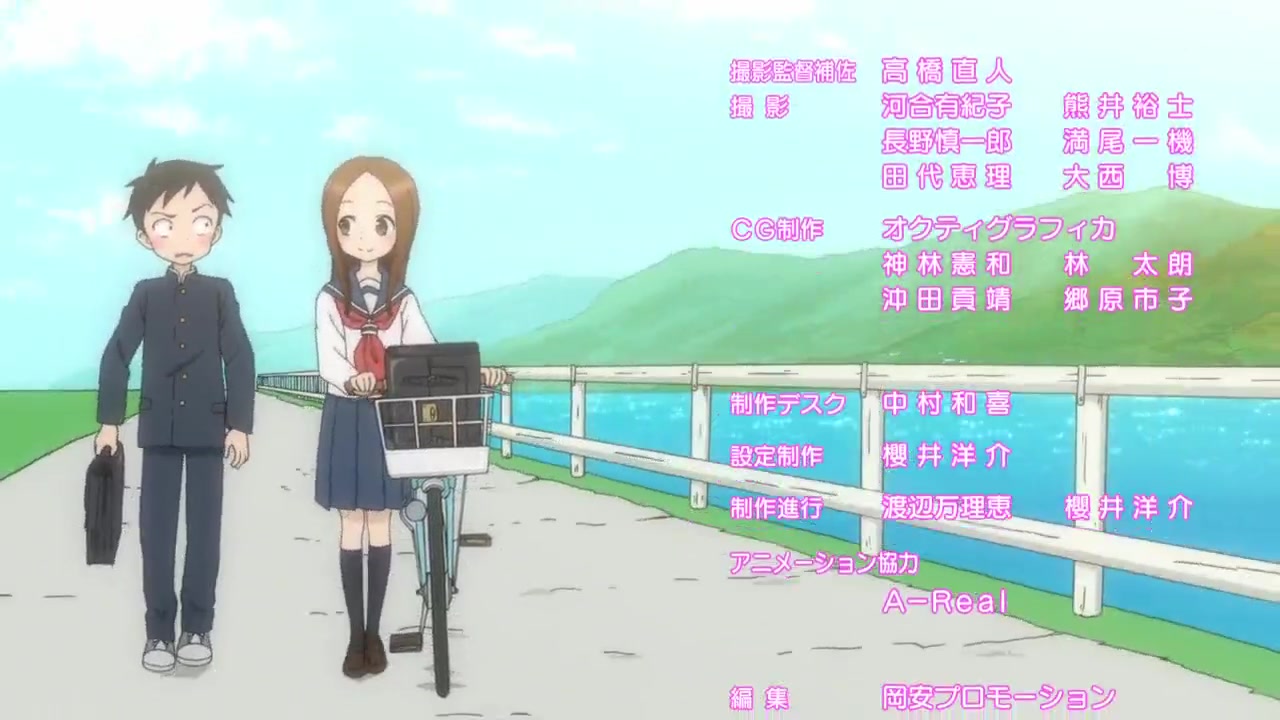 撮影監督補佐 高橋直人
撮影 河合有紀子 熊井裕士
長野慎一郎 満尾一機
田代恵理 大西博
CG制作 オクティグラフィカ
神林憲和 林太朗
沖田貢靖 郷原市子
制作デスク 中村和喜
設定制作 櫻井洋介
制作進行 渡辺万理恵 櫻井洋介
アニメーション協力
A-Real
編集 岡安プロモーション